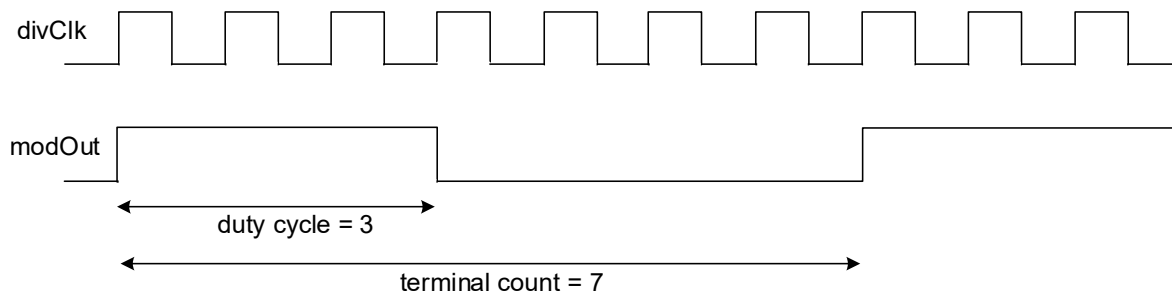 divClk
modOut
duty cycle = 3
terminal count = 7